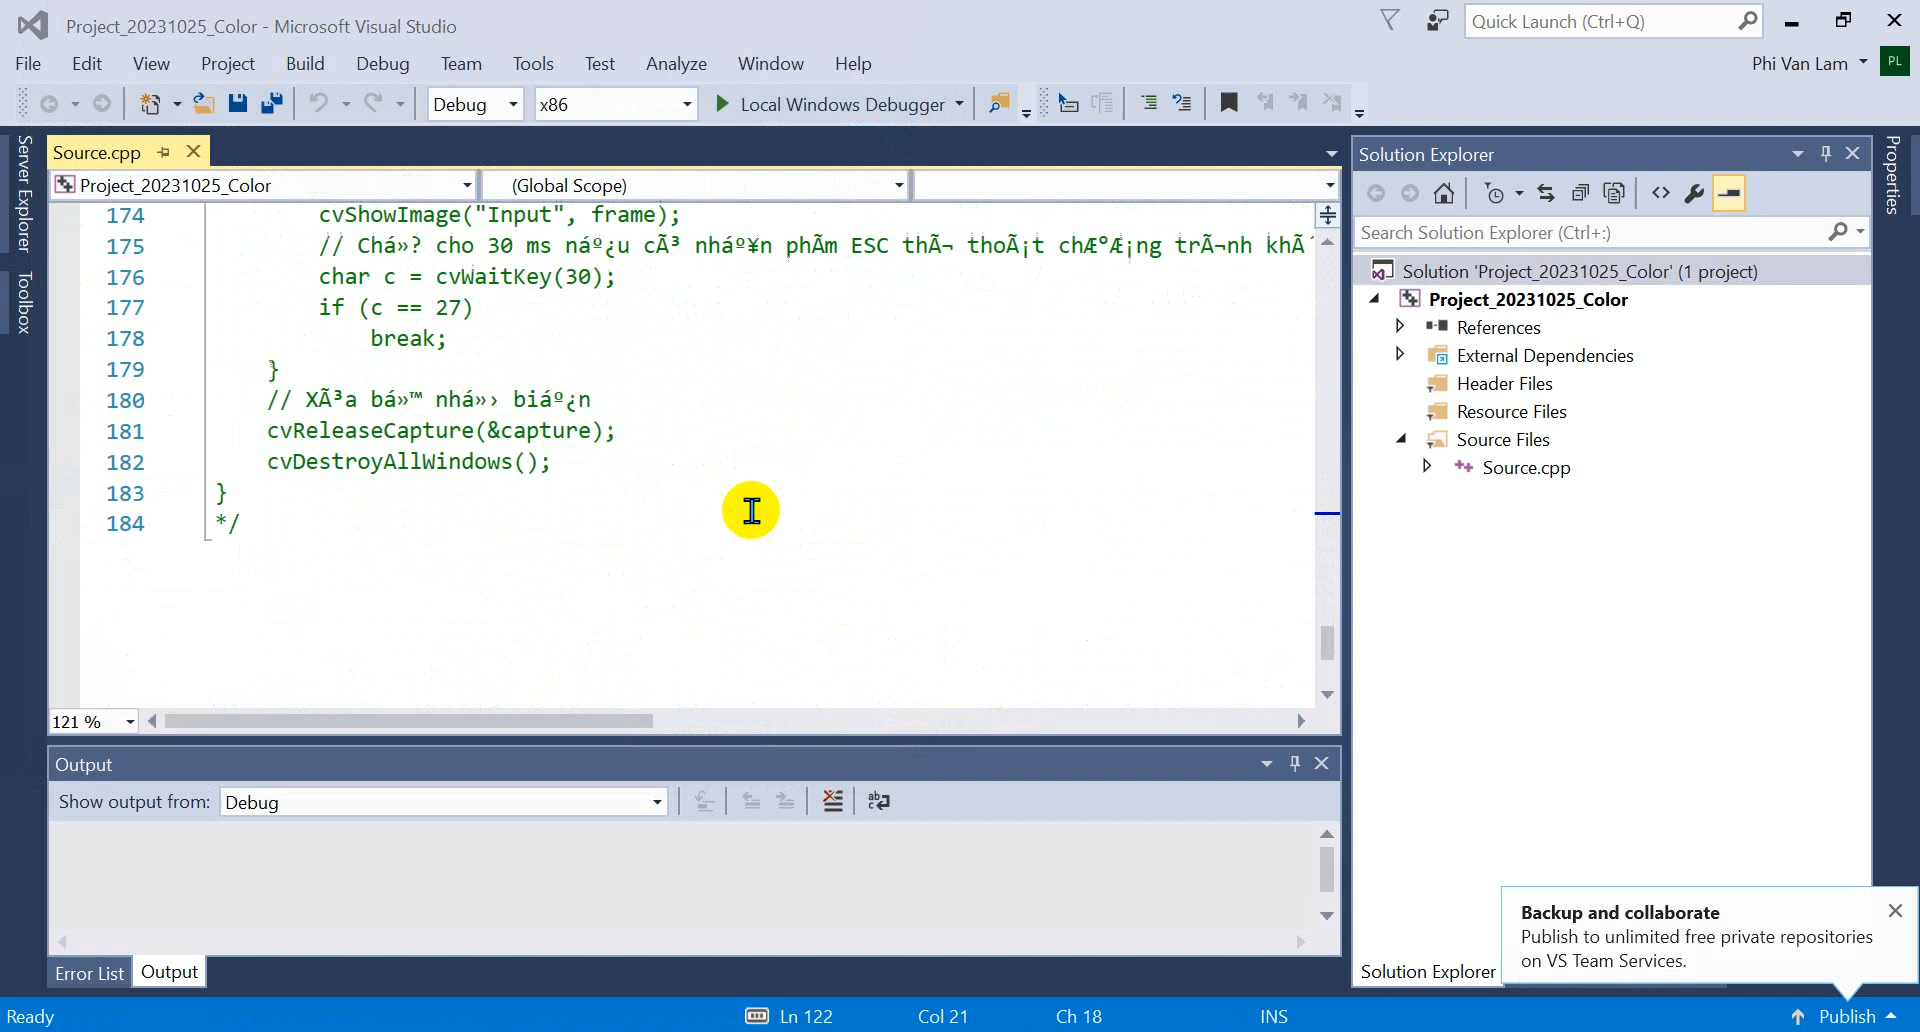 Project_20231025_Color - Microsoft Visual Studio
Quick Launch (Ctrl+Q)
File Edit View Project Build Debug Team Tools Test Analyze Window Help
Phi Van Lam PL
Debug x86 Local Windows Debugger
Server Explorer
Toolbox
Source.cpp
Project_20231025_Color (Global Scope)
174 cvShowImage("Input", frame);
175 // Chá»? cho 30 ms náº¿u cÃ³ nháº¥n phÃ­m ESC thÃ¬ thoÃ¡t chÆ°Æ¡ng trÃ¬nh khÃ´
176 char c = cvWaitKey(30);
177 if (c == 27)
178 break;
179 }
180 // XÃ³a bá»™ nhá»› biáº¿n
181 cvReleaseCapture(&capture);
182 cvDestroyAllWindows();
183 }
184 */
121 %
Output
Show output from: Debug
Error List Output
Solution Explorer
Search Solution Explorer (Ctrl+:)
Solution 'Project_20231025_Color' (1 project)
Project_20231025_Color
References
External Dependencies
Header Files
Resource Files
Source Files
Source.cpp
Properties
Backup and collaborate
Publish to unlimited free private repositories
on VS Team Services.
Solution Explorer
Ready Ln 122 Col 21 Ch 18 INS Publish